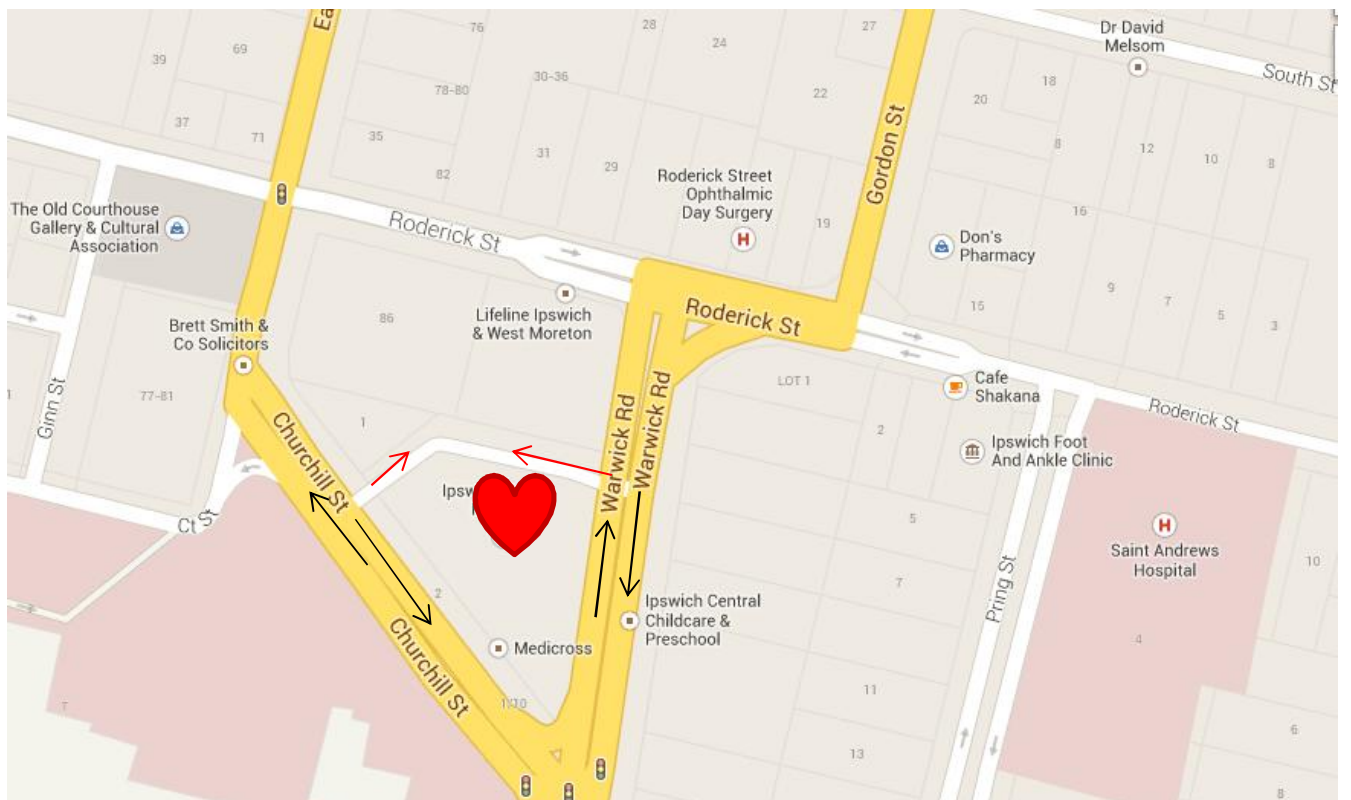 Ea
76
28
24
27
Dr David
Melsom
39
69
30-36
78-80
22
18
20
South St
37
71
35
31
29
82
8
12
10
8
Gordon St
Roderick Street
Ophthalmic
Day Surgery
H
19
16
The Old Courthouse
Gallery & Cultural
Association
Roderick St
Don's
Pharmacy
9
7
5
3
15
Lifeline Ipswich
& West Moreton
Roderick St
86
Brett Smith &
Co Solicitors
77-81
1
Ginn St
LOT 1
Cafe
Shakana
Roderick St
2
1
Churchill St
Warwick Rd
Warwick Rd
Ipswich Foot
And Ankle Clinic
Ipsw
Ct St
5
H
Saint Andrews
Hospital
10
7
2
Pring St
Ipswich Central
Childcare &
Preschool
Churchill St
Medicross
4
11
1/10
6
13
8